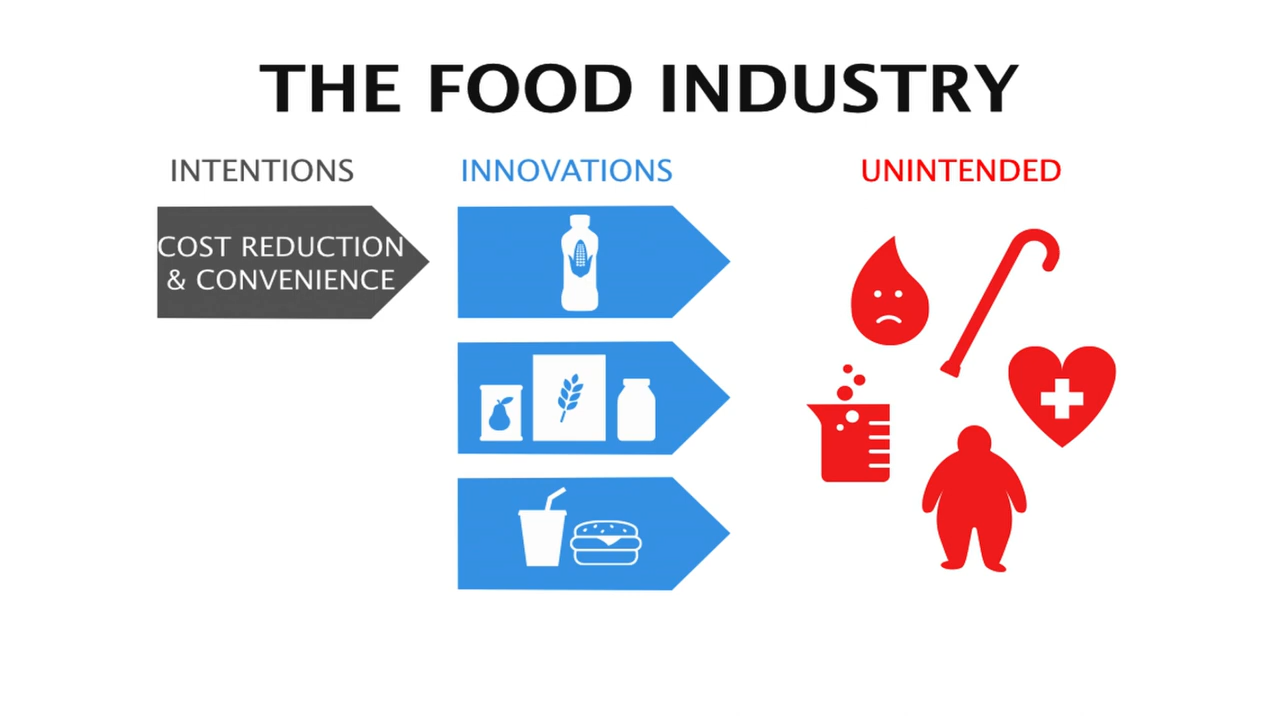 THE FOOD INDUSTRY
INTENTIONS
INNOVATIONS
UNINTENDED
COST REDUCTION
& CONVENIENCE